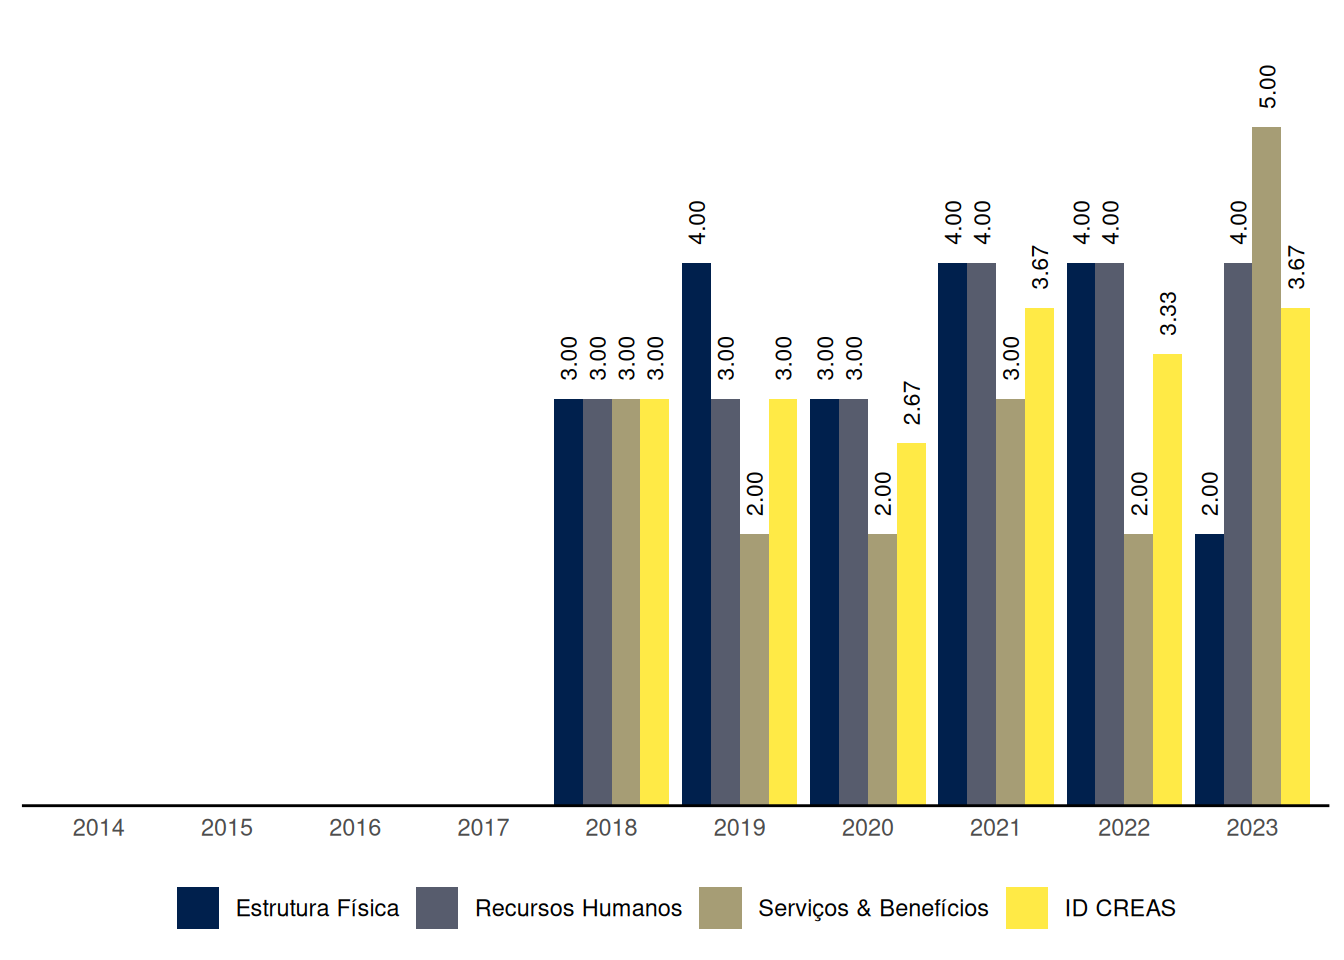 3.00 3.00 3.00 3.00 4.00 3.00 2.00 3.00 3.00 3.00 2.00 2.67 4.00 4.00 3.00 3.67 4.00 4.00 2.00 3.33 2.00 4.00 5.00 3.67
2014 2015 2016 2017 2018 2019 2020 2021 2022 2023
Estrutura Física Recursos Humanos Serviços & Benefícios ID CREAS